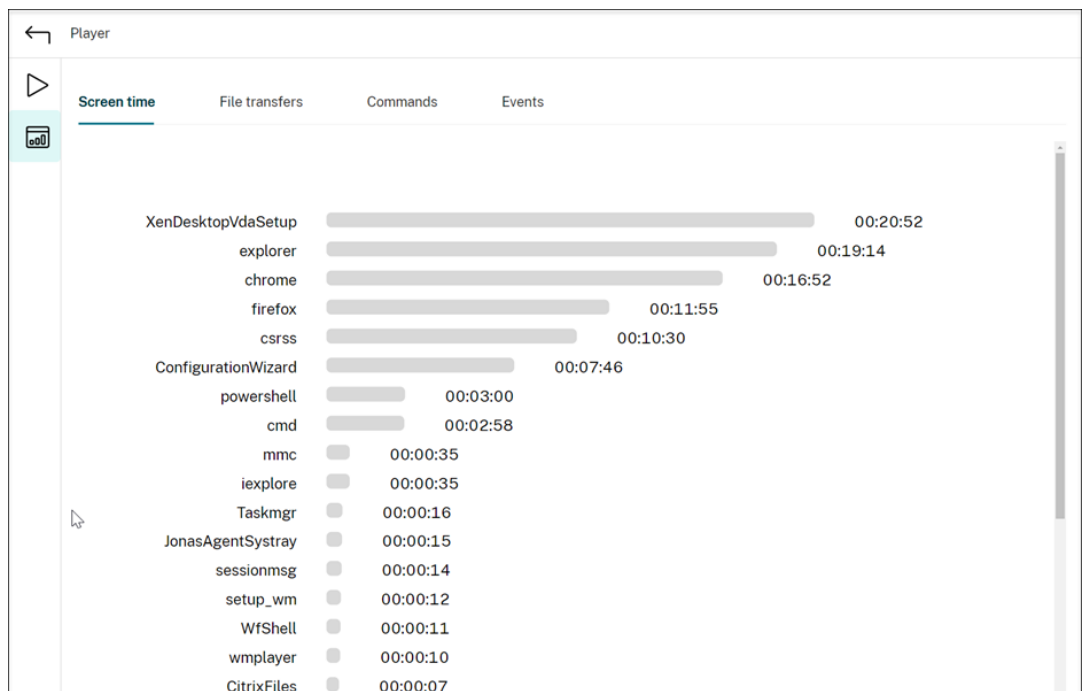 Player
Screen time File transfers Commands Events
XenDesktopVdaSetup 00:20:52
explorer 00:19:14
chrome 00:16:52
firefox 00:11:55
csrss 00:10:30
ConfigurationWizard 00:07:46
powershell 00:03:00
cmd 00:02:58
mmc 00:00:35
iexplore 00:00:35
Taskmgr 00:00:16
JonasAgentSystray 00:00:15
sessionmsg 00:00:14
setup_wm 00:00:12
WfShell 00:00:11
wmplayer 00:00:10
CitrixFiles 00:00:07